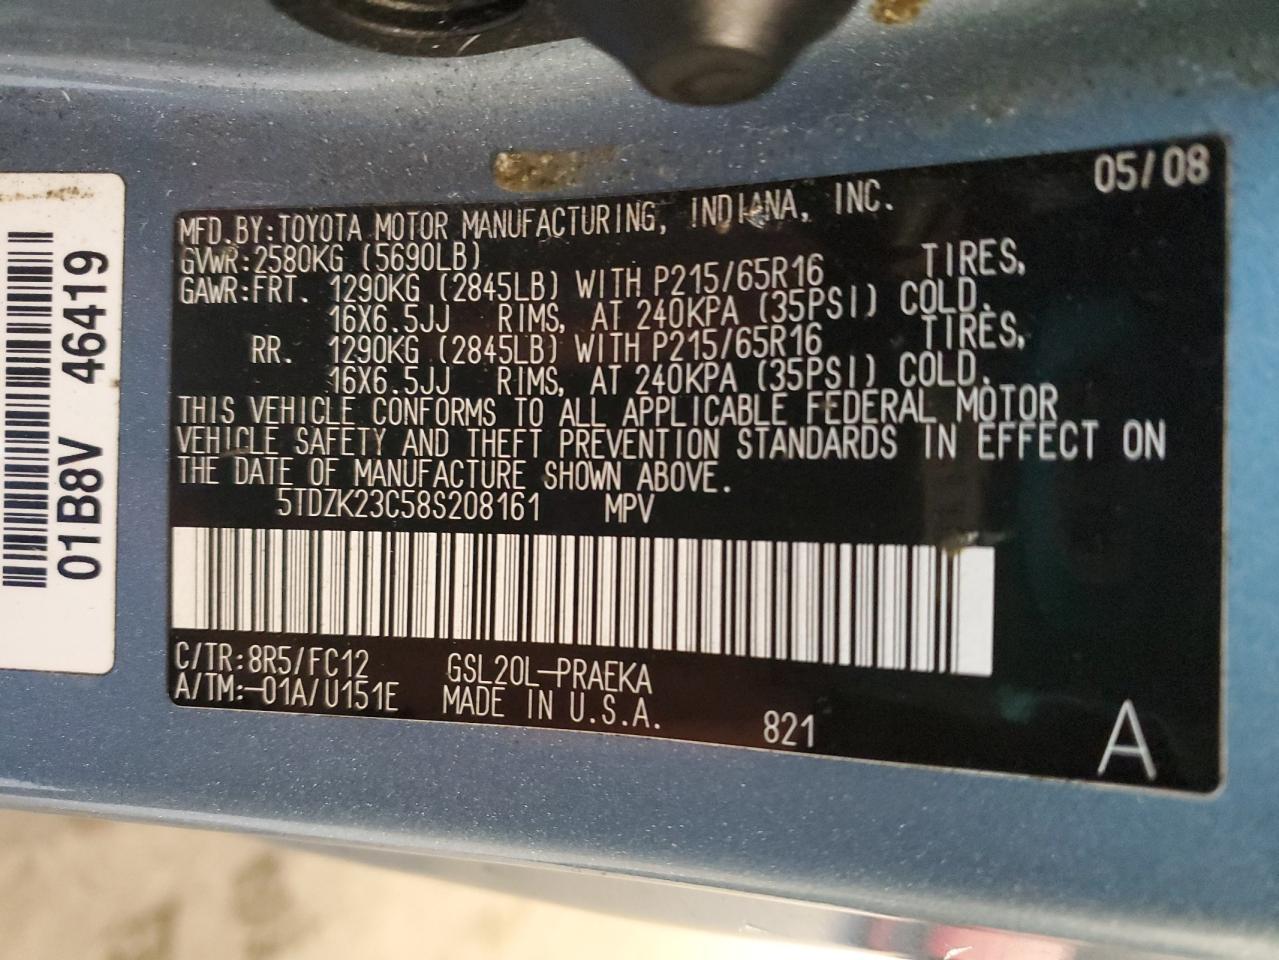 05/08
MFD.BY:TOYOTA MOTOR MANUFACTURING, INDIANA, INC.
GVWR:2580KG (5690LB)
GAWR:FRT. 1290KG (2845LB) WITH P215/65R16 TIRES,
16X6.5JJ RIMS, AT 240KPA (35PSI) COLD.
RR. 1290KG (2845LB) WITH P215/65R16 TIRES,
16X6.5JJ RIMS, AT 240KPA (35PSI) COLD.
THIS VEHICLE CONFORMS TO ALL APPLICABLE FEDERAL MOTOR
VEHICLE SAFETY AND THEFT PREVENTION STANDARDS IN EFFECT ON
THE DATE OF MANUFACTURE SHOWN ABOVE.
5TDZK23C58S208161 MPV
C/TR:8R5/FC12 GSL20L-PRAEKA
A/TM:-01A/U151E MADE IN U.S.A.
821
A
01B8V 46419